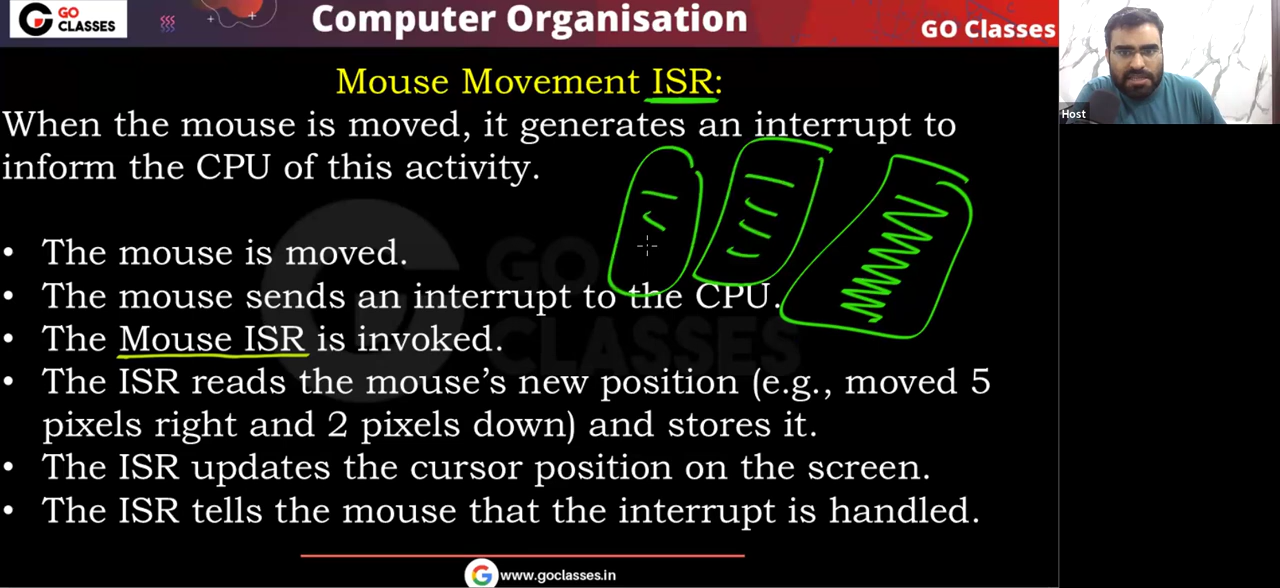 GO
CLASSES
Computer Organisation
GO Classes
Host
Mouse Movement ISR:
When the mouse is moved, it generates an interrupt to
inform the CPU of this activity.
• The mouse is moved.
• The mouse sends an interrupt to the CPU.
• The Mouse ISR is invoked.
• The ISR reads the mouse’s new position (e.g., moved 5
pixels right and 2 pixels down) and stores it.
• The ISR updates the cursor position on the screen.
• The ISR tells the mouse that the interrupt is handled.
GO
CLASSES
www.goclasses.in